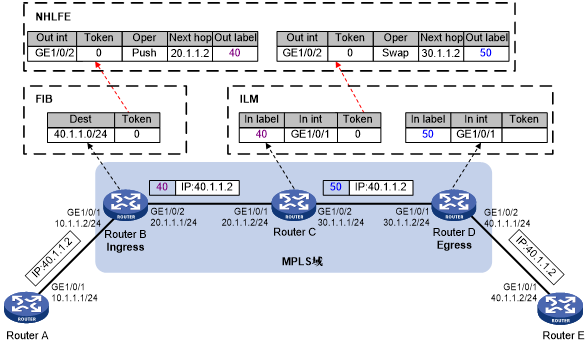 NHLFE
Out int Token Oper Next hop Out label
GE1/0/2 0 Push 20.1.1.2 40
Out int Token Oper Next hop Out label
GE1/0/2 0 Swap 30.1.1.2 50
FIB
Dest Token
40.1.1.0/24 0
ILM
In label In int Token
40 GE1/0/1 0
In label In int Token
50 GE1/0/1
40 IP:40.1.1.2
50 IP:40.1.1.2
ROUTER
ROUTER
ROUTER
GE1/0/1
10.1.1.2/24
GE1/0/2
20.1.1.1/24
GE1/0/1
20.1.1.2/24
GE1/0/2
30.1.1.1/24
GE1/0/1
30.1.1.2/24
GE1/0/2
40.1.1.1/24
Router B
Ingress
Router C
Router D
Egress
MPLS域
IP:40.1.1.2
IP:40.1.1.2
GE1/0/1
10.1.1.1/24
GE1/0/1
40.1.1.2/24
ROUTER
ROUTER
Router A
Router E